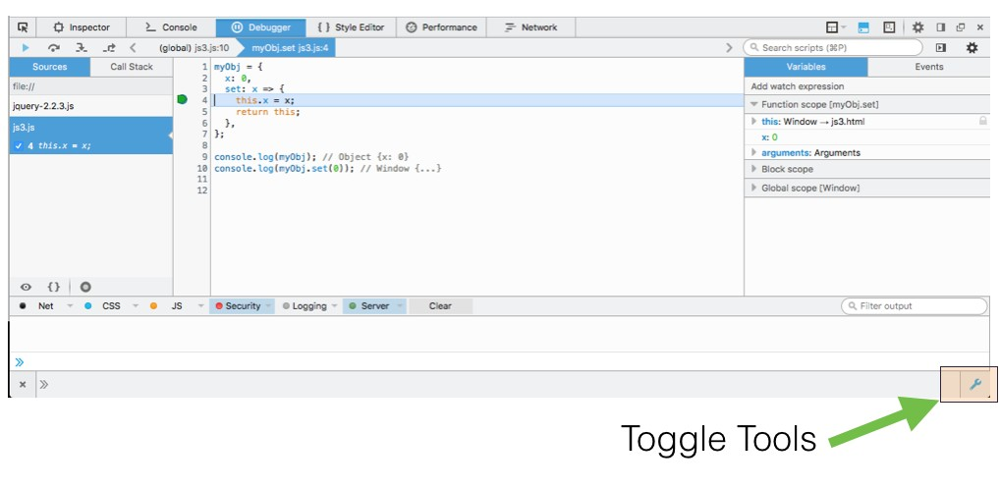 Inspector Console Debugger { } Style Editor Performance Network
(global) js3.js:10 myObj.set js3.js:4 Search scripts (⌘P)
Sources Call Stack
file://
jquery-2.2.3.js
js3.js
4 this.x = x;
1 myObj = {
2 x: 0,
3 set: x => {
4 this.x = x;
5 return this;
6 },
7 };
8
9 console.log(myObj); // Object {x: 0}
10 console.log(myObj.set(0)); // Window {...}
11
12
Variables Events
Add watch expression
Function scope [myObj.set]
this: Window → js3.html
x: 0
arguments: Arguments
Block scope
Global scope [Window]
{}
Net CSS JS Security Logging Server Clear Filter output
»
× »
Toggle Tools